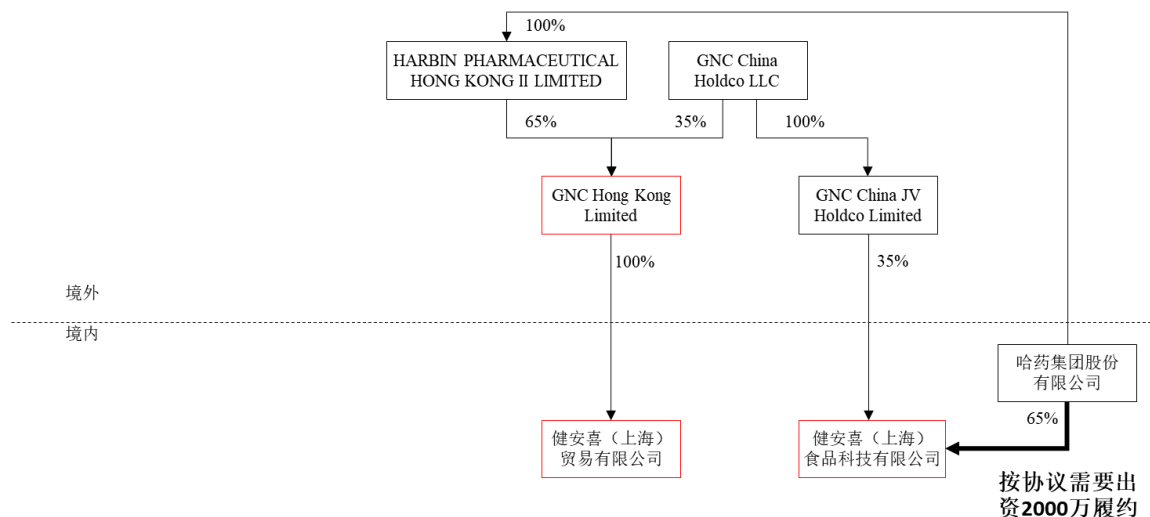 100%
HARBIN PHARMACEUTICAL
HONG KONG II LIMITED
GNC China
Holdco LLC
65%
35%
100%
GNC Hong Kong
Limited
GNC China JV
Holdco Limited
100%
35%
境外
境内
哈药集团股份
有限公司
65%
健安喜（上海）
贸易有限公司
健安喜（上海）
食品科技有限公司
按协议需要出
资2000万履约